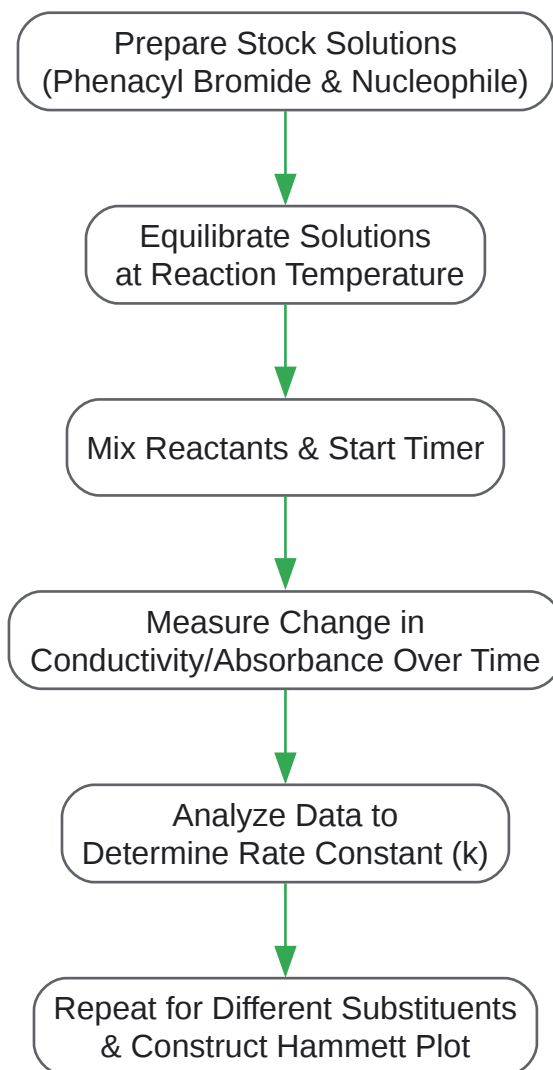 Prepare Stock Solutions
(Phenacyl Bromide & Nucleophile)
Equilibrate Solutions
at Reaction Temperature
Mix Reactants & Start Timer
Measure Change in
Conductivity/Absorbance Over Time
Analyze Data to
Determine Rate Constant (k)
Repeat for Different Substituents
& Construct Hammett Plot